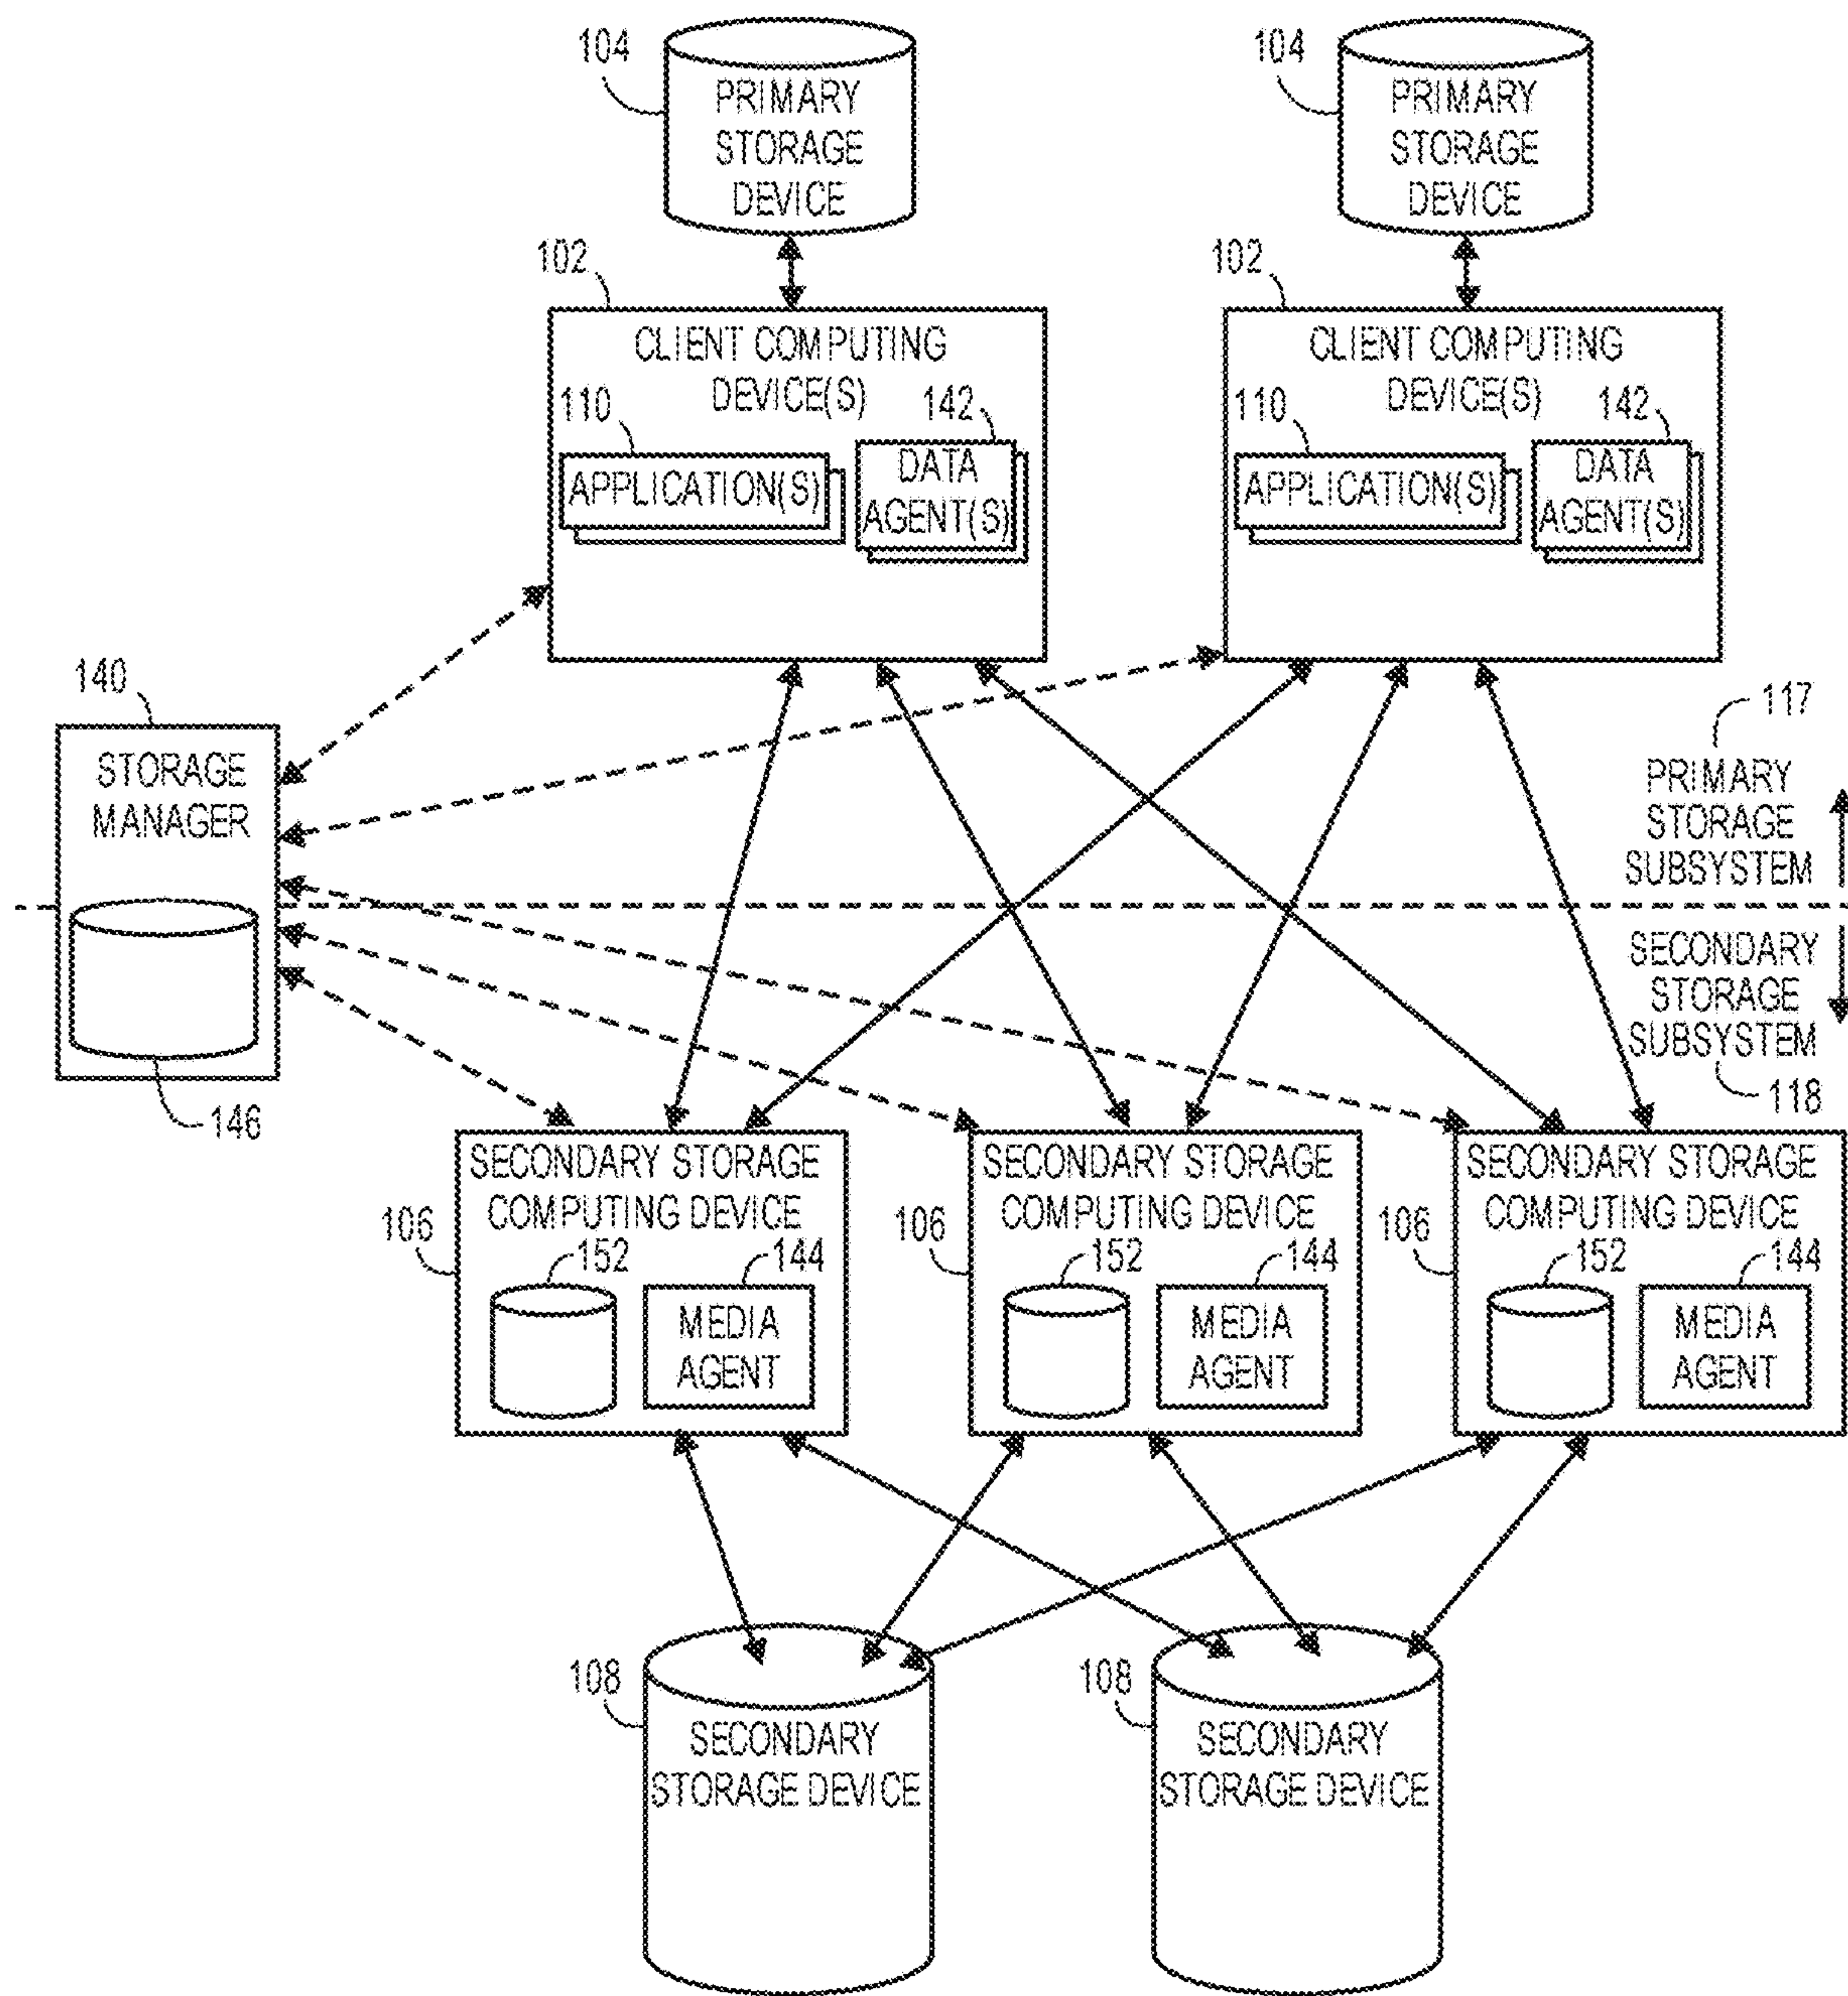 104
PRIMARY
STORAGE
DEVICE
104
PRIMARY
STORAGE
DEVICE
102
CLIENT COMPUTING
DEVICE(S)
110
142
APPLICATION(S)
DATA
AGENT(S)
102
CLIENT COMPUTING
DEVICE(S)
110
142
APPLICATION(S)
DATA
AGENT(S)
140
STORAGE
MANAGER
146
117
PRIMARY
STORAGE
SUBSYSTEM
SECONDARY
STORAGE
SUBSYSTEM
118
106
SECONDARY STORAGE
COMPUTING DEVICE
152
144
MEDIA
AGENT
106
SECONDARY STORAGE
COMPUTING DEVICE
152
144
MEDIA
AGENT
106
SECONDARY STORAGE
COMPUTING DEVICE
152
144
MEDIA
AGENT
108
SECONDARY
STORAGE DEVICE
108
SECONDARY
STORAGE DEVICE